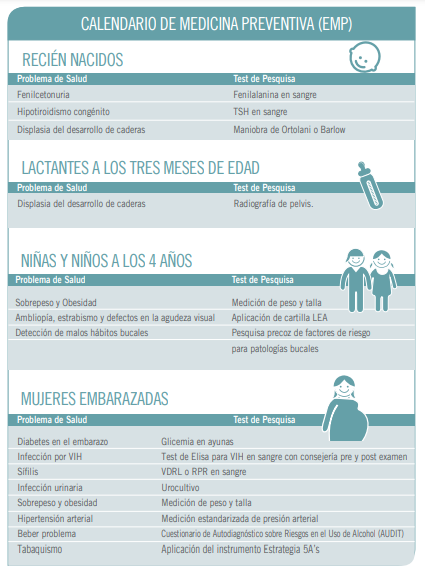 CALENDARIO DE MEDICINA PREVENTIVA (EMP)
RECIÉN NACIDOS
Problema de Salud Test de Pesquisa
Fenilcetonuria Fenilalanina en sangre
Hipotiroidismo congénito TSH en sangre
Displasia del desarrollo de caderas Maniobra de Ortolani o Barlow
LACTANTES A LOS TRES MESES DE EDAD
Problema de Salud Test de Pesquisa
Displasia del desarrollo de caderas Radiografía de pelvis.
NIÑAS Y NIÑOS A LOS 4 AÑOS
Problema de Salud Test de Pesquisa
Sobrepeso y Obesidad Medición de peso y talla
Ambliopía, estrabismo y defectos en la agudeza visual Aplicación de cartilla LEA
Detección de malos hábitos bucales Pesquisa precoz de factores de riesgo
para patologías bucales
MUJERES EMBARAZADAS
Problema de Salud Test de Pesquisa
Diabetes en el embarazo Glicemia en ayunas
Infección por VIH Test de Elisa para VIH en sangre con consejería pre y post examen
Sífilis VDRL o RPR en sangre
Infección urinaria Urocultivo
Sobrepeso y obesidad Medición de peso y talla
Hipertensión arterial Medición estandarizada de presión arterial
Beber problema Cuestionario de Autodiagnóstico sobre Riesgos en el Uso de Alcohol (AUDIT)
Tabaquismo Aplicación del instrumento Estrategia 5A's